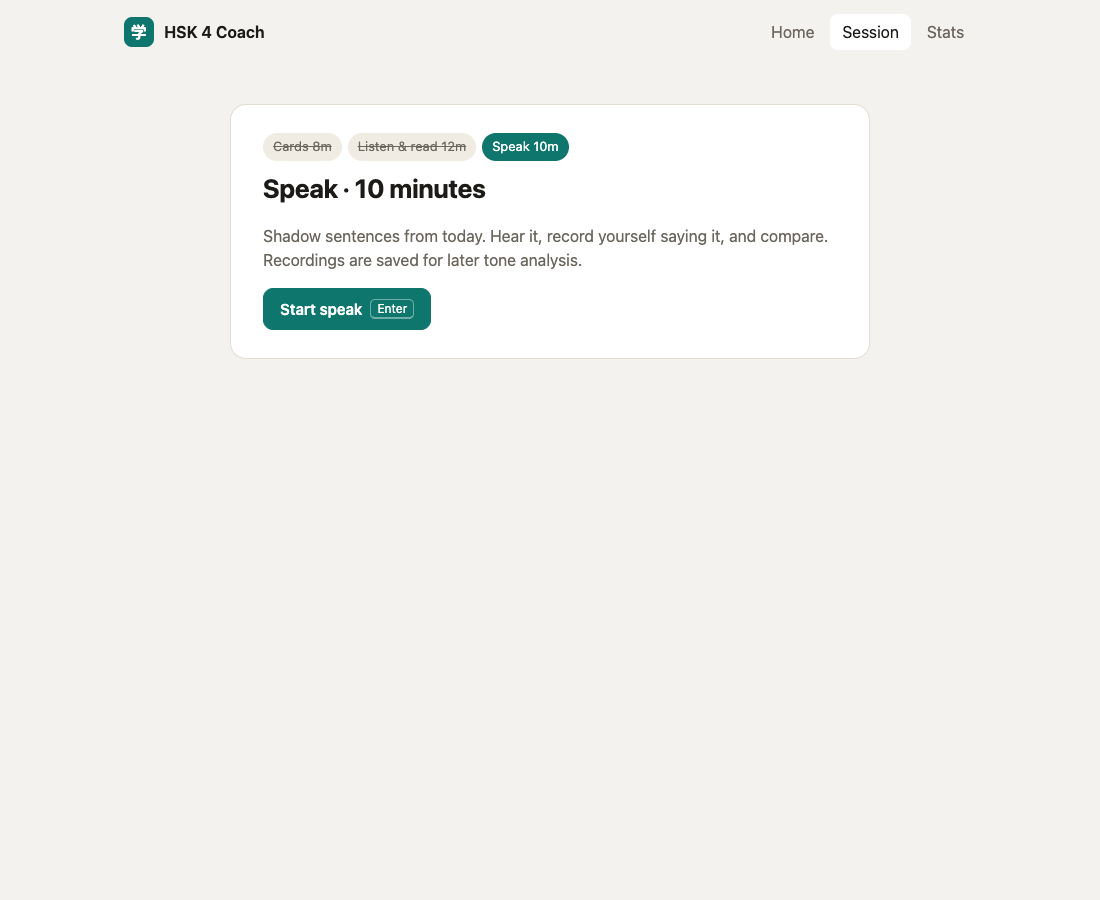 学 HSK 4 Coach
Home Session Stats
Cards 8m Listen & read 12m Speak 10m
Speak · 10 minutes
Shadow sentences from today. Hear it, record yourself saying it, and compare.
Recordings are saved for later tone analysis.
Start speak Enter